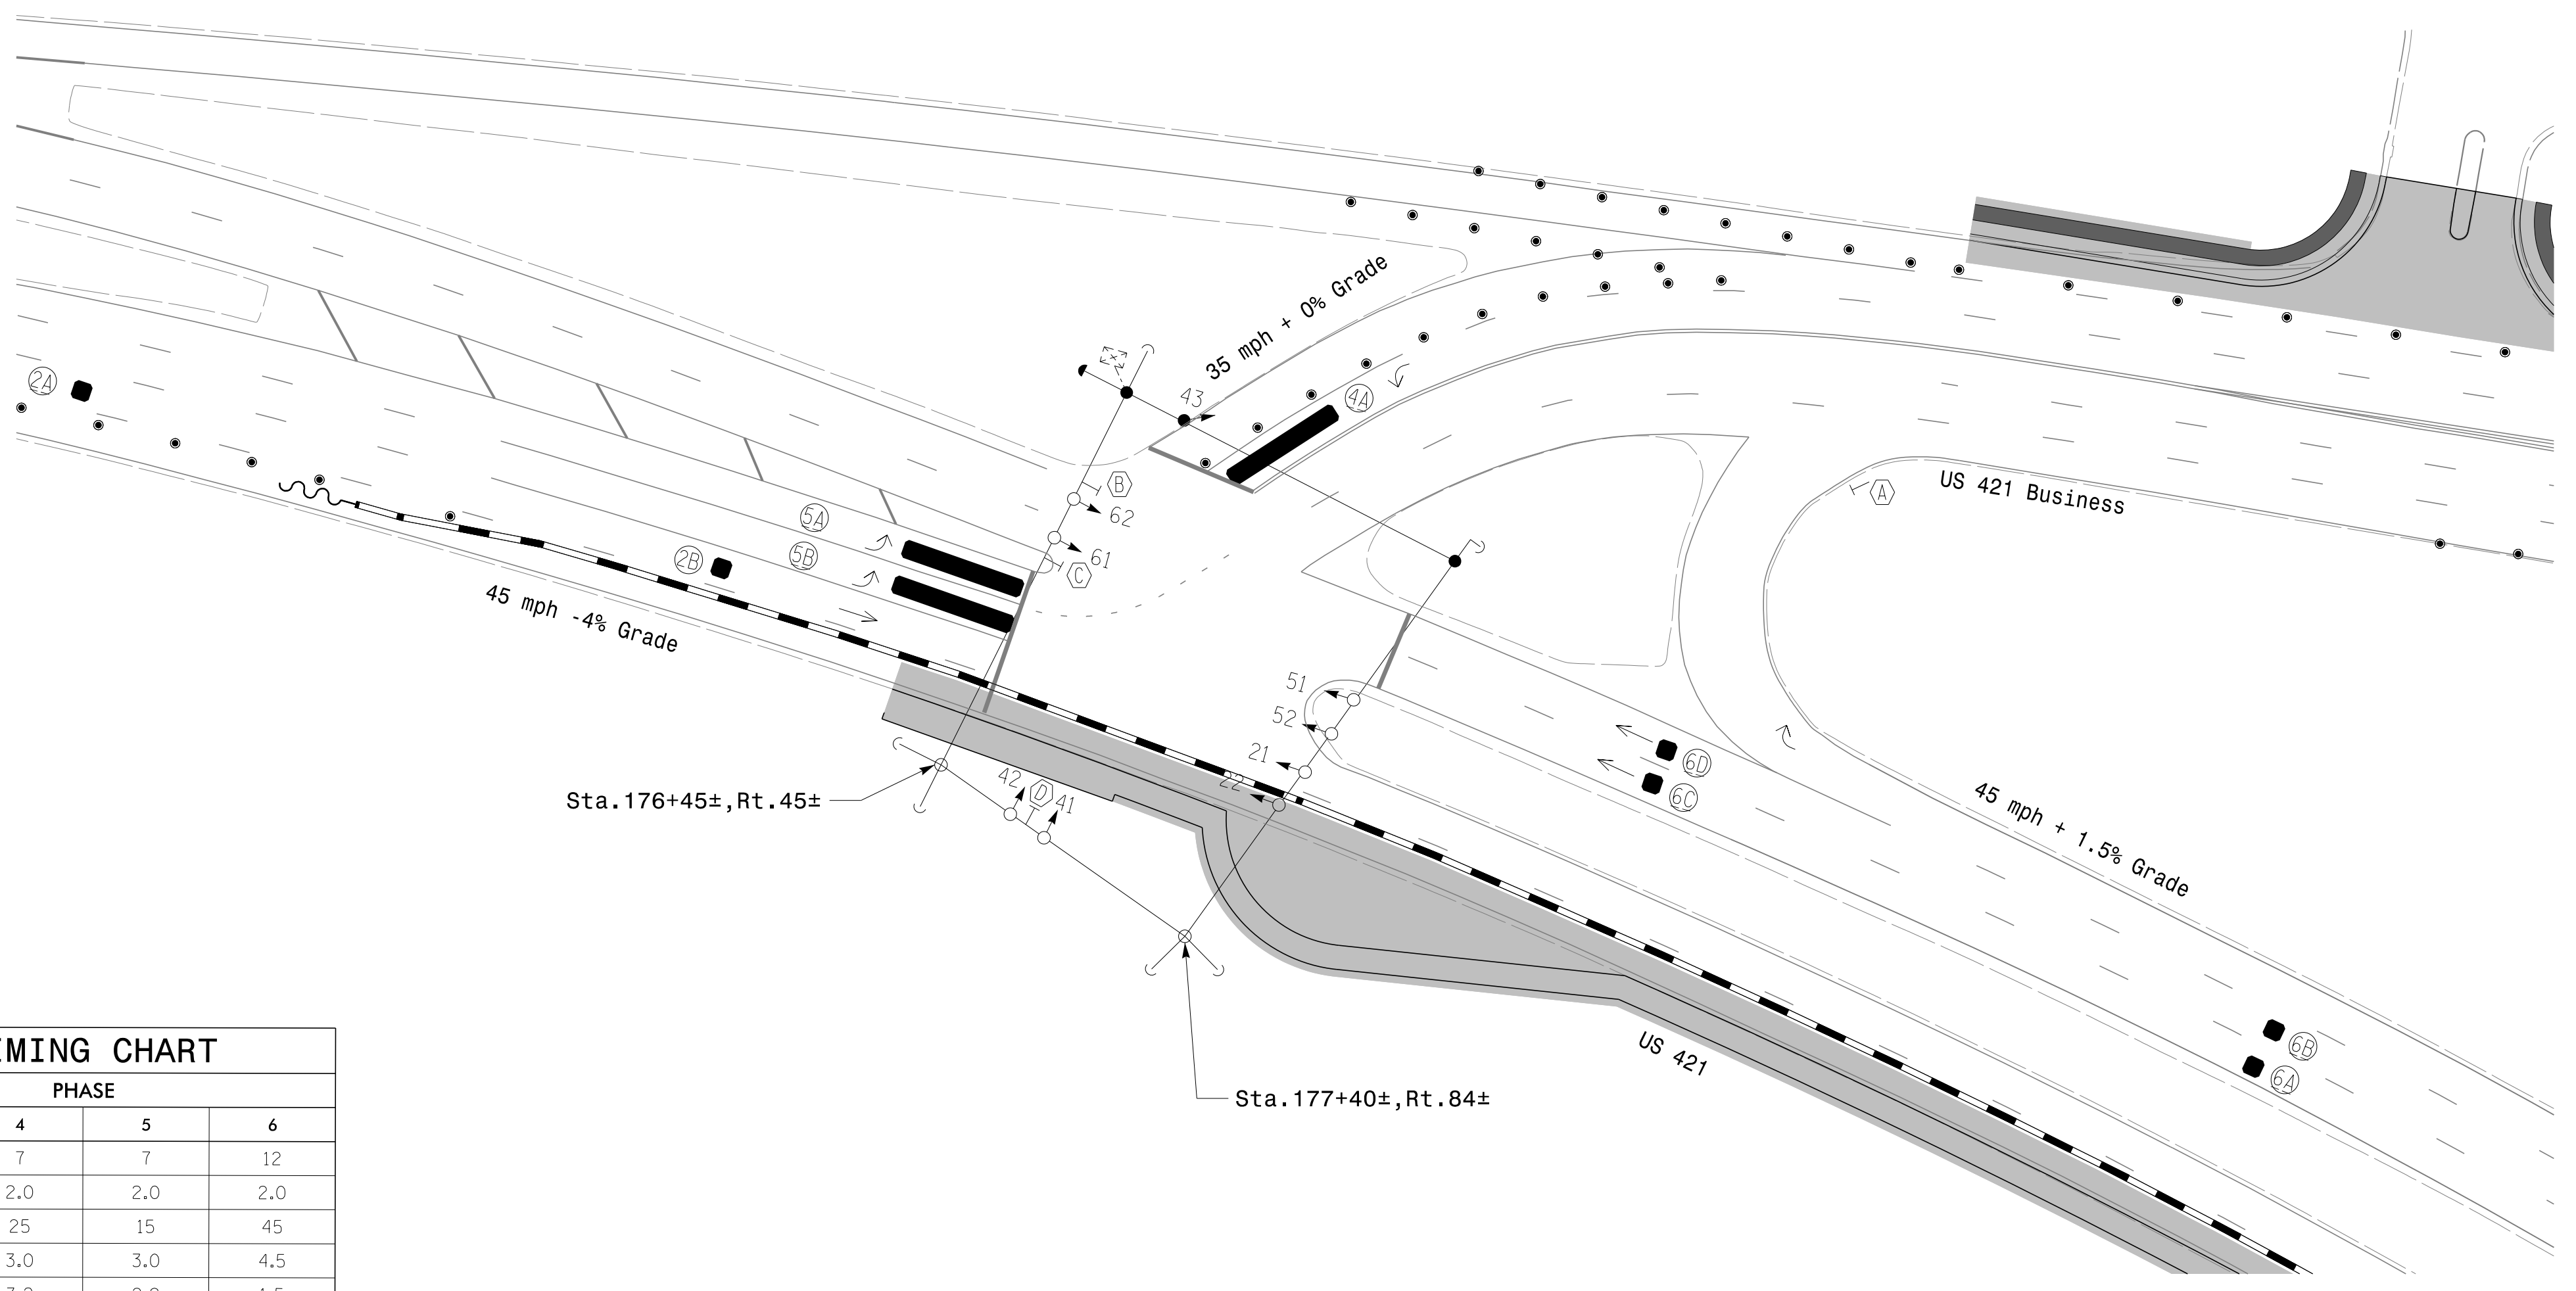 2A
35 mph + 0% Grade
43
4A
B
62
61
C
5A
5B
2B
45 mph -4% Grade
A
US 421 Business
51
52
21
22
6D
6C
45 mph + 1.5% Grade
Sta.176+45±,Rt.45±
42
D
41
6B
6A
US 421
Sta.177+40±,Rt.84±
MING CHART
PHASE
4 5 6
7 7 12
2.0 2.0 2.0
25 15 45
3.0 3.0 4.5